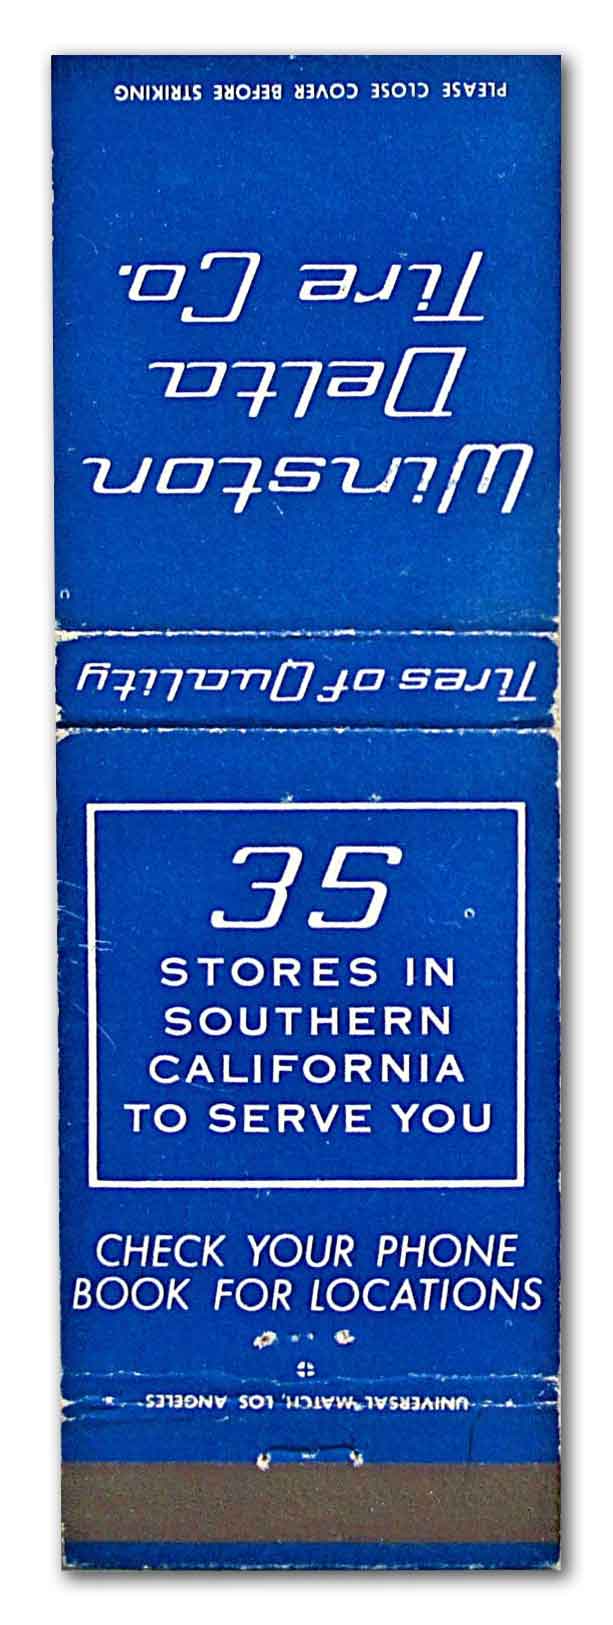 PLEASE CLOSE COVER BEFORE STRIKING
Winston
Delta
Tire Co.
Tires of Quality
35
STORES IN
SOUTHERN
CALIFORNIA
TO SERVE YOU
CHECK YOUR PHONE
BOOK FOR LOCATIONS
UNIVERSAL MATCH, LOS ANGELES